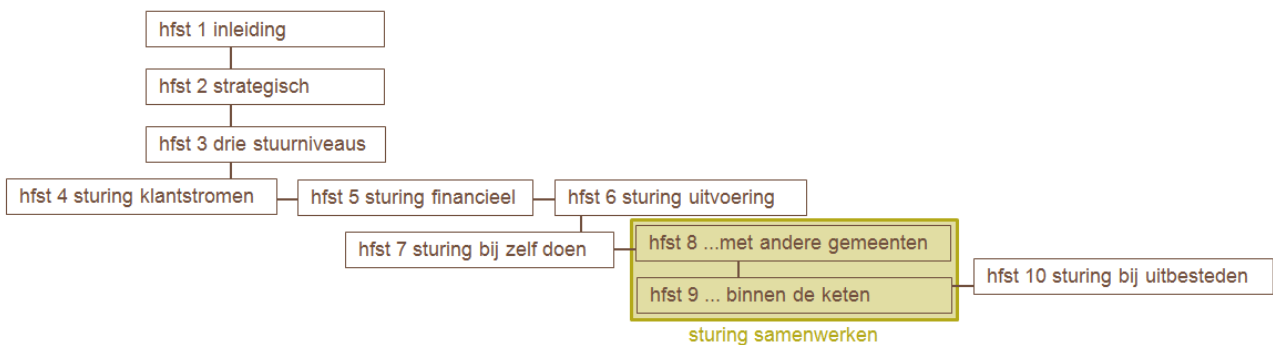 hfst 1 inleiding
hfst 2 strategisch
hfst 3 drie stuurniveaus
hfst 4 sturing klantstromen
hfst 5 sturing financieel
hfst 6 sturing uitvoering
hfst 7 sturing bij zelf doen
hfst 8 ...met andere gemeenten
hfst 9 ... binnen de keten
hfst 10 sturing bij uitbesteden
sturing samenwerken